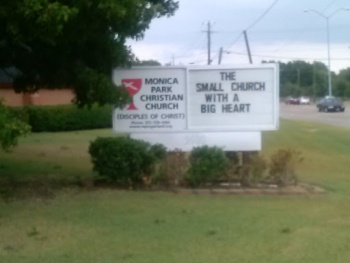 MONICA
PARK
CHRISTIAN
CHURCH
(DISCIPLES OF CHRIST)
THE
SMALL CHURCH
WITH A
BIG HEART